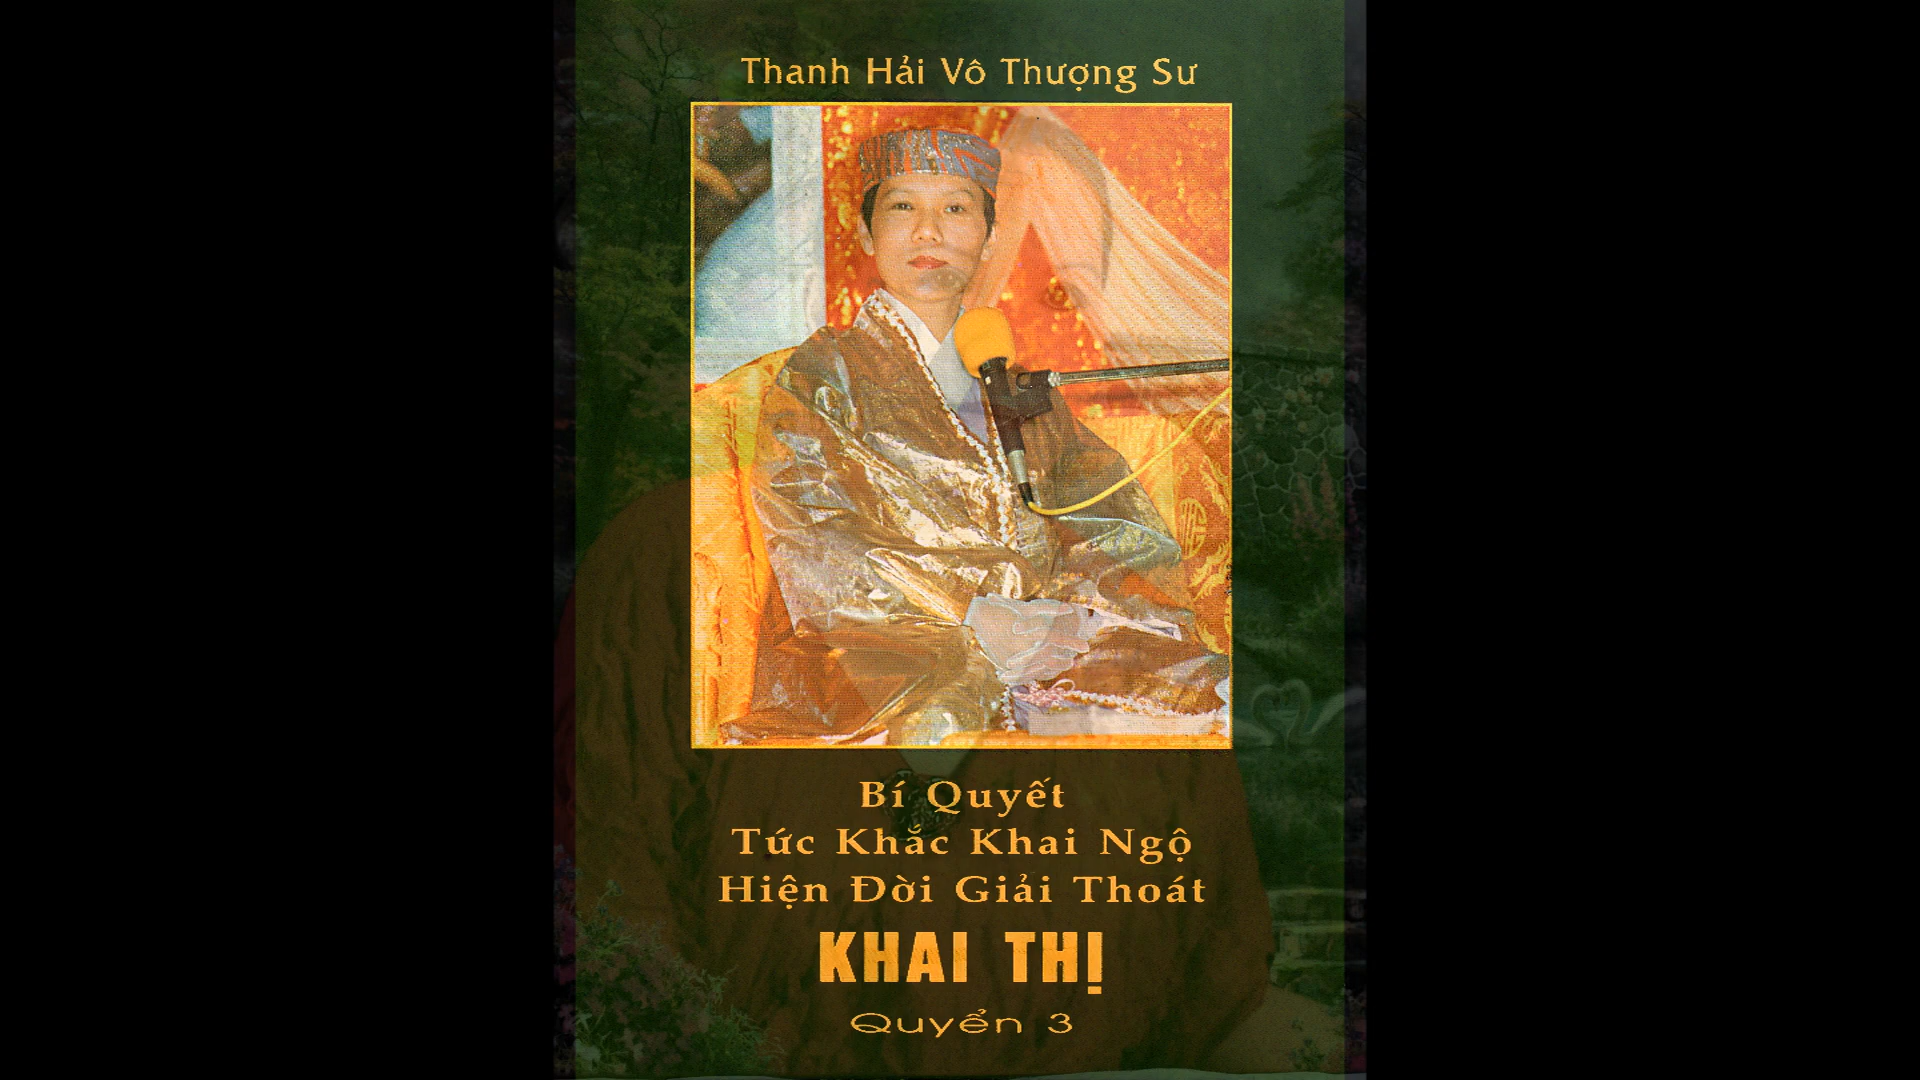 Thanh Hải Vô Thượng Sư
Bí Quyết
Tức Khắc Khai Ngộ
Hiện Đời Giải Thoát
KHAI THỊ
Quyển 3